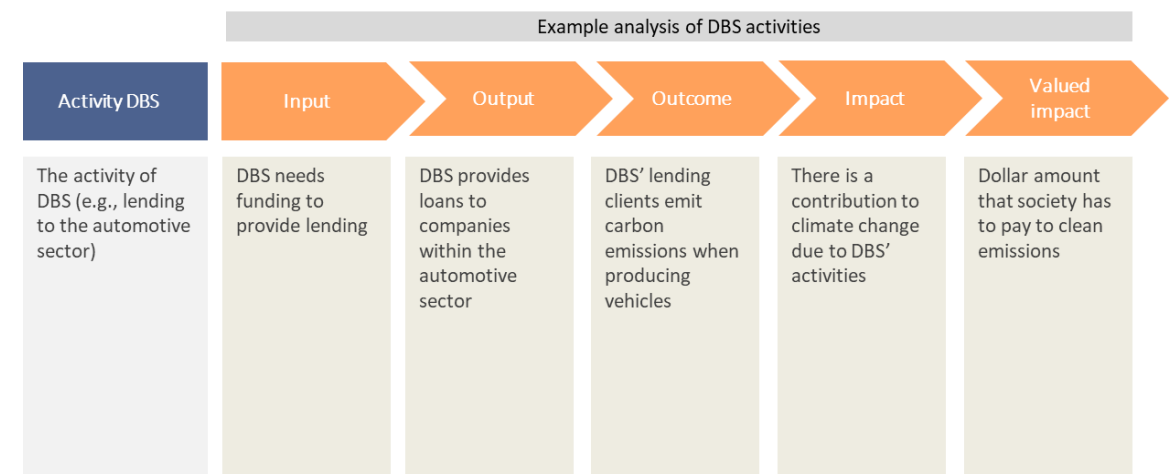 Example analysis of DBS activities
Activity DBS
Input
Output
Outcome
Impact
Valued
impact
The activity of
DBS (e.g., lending
to the automotive
sector)
DBS needs
funding to
provide lending
DBS provides
loans to
companies
within the
automotive
sector
DBS’ lending
clients emit
carbon
emissions when
producing
vehicles
There is a
contribution to
climate change
due to DBS’
activities
Dollar amount
that society has
to pay to clean
emissions